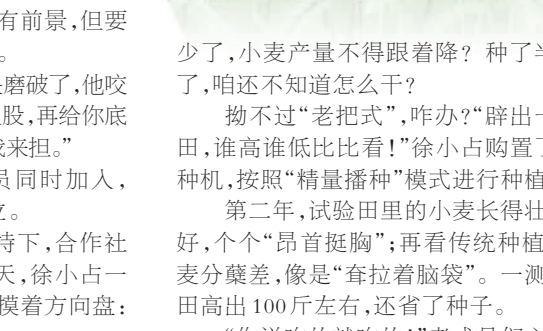 有前景，但要
。
磨破了，他咬
股，再给你底
来担。”
员同时加入，
立。
持下，合作社
天，徐小占一
摸着方向盘：
少了，小麦产量不得跟着降？种了半
了，咱还不知道怎么干？
拗不过“老把式”，咋办？“辟出一
田，谁高谁低比比看！”徐小占购置了
种机，按照“精量播种”模式进行种植
第二年，试验田里的小麦长得壮
好，个个“昂首挺胸”；再看传统种植
麦分蘖差，像是“耷拉着脑袋”。一测
田高出100斤左右，还省了种子。